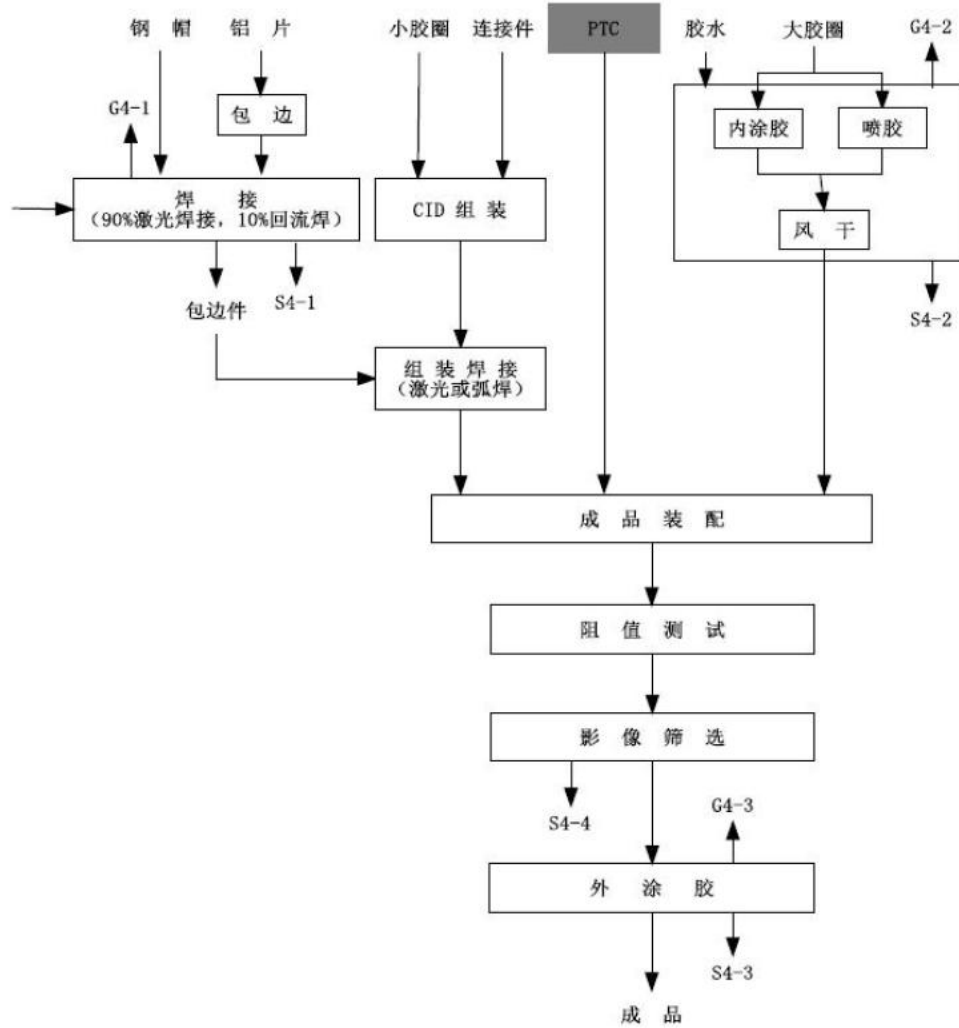 钢 帽
铝 片
小胶圈
连接件
PTC
胶水
大胶圈
G4-2
G4-1
包 边
内涂胶
喷胶
焊 接
（90%激光焊接，10%回流焊）
CID 组 装
风 干
包边件
S4-1
S4-2
组 装 焊 接
（激光或弧焊）
成 品 装 配
阻 值 测 试
影 像 筛 选
S4-4
G4-3
外 涂 胶
S4-3
成 品